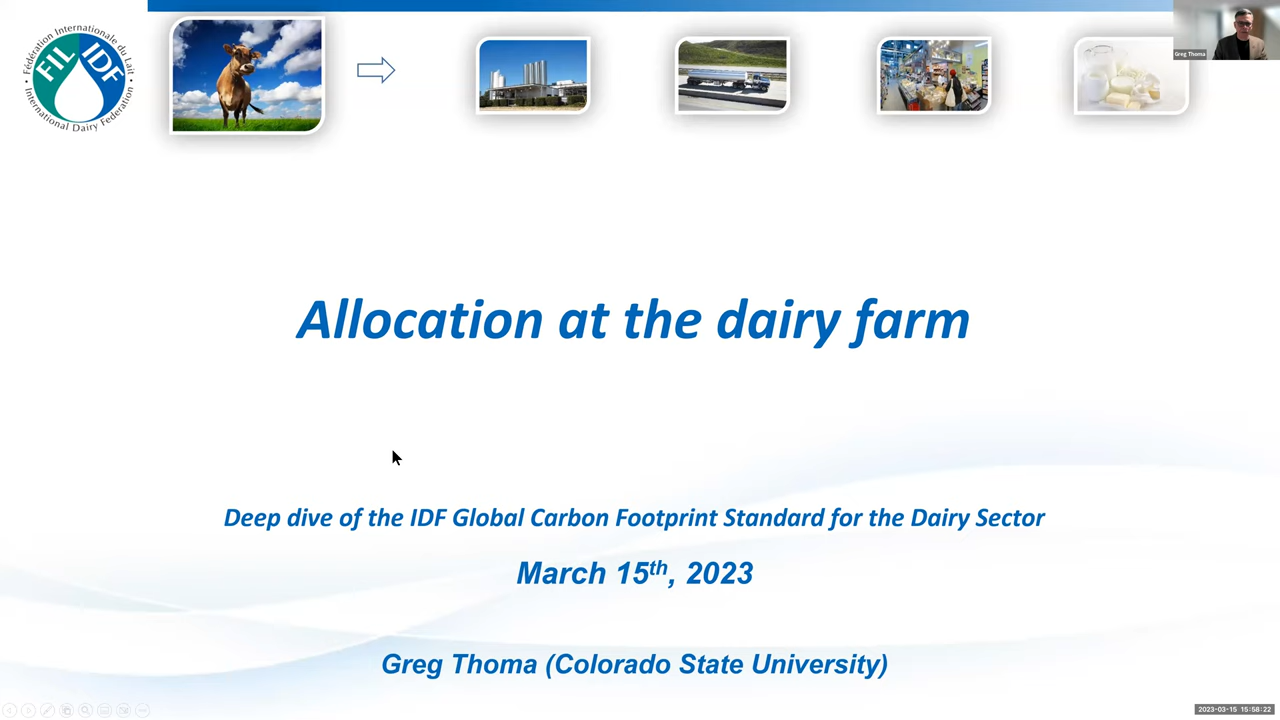 Fédération Internationale du Lait
FIL IDF
International Dairy Federation
Greg Thoma
Allocation at the dairy farm
Deep dive of the IDF Global Carbon Footprint Standard for the Dairy Sector
March 15th, 2023
Greg Thoma (Colorado State University)
2023-03-15 15:58:22